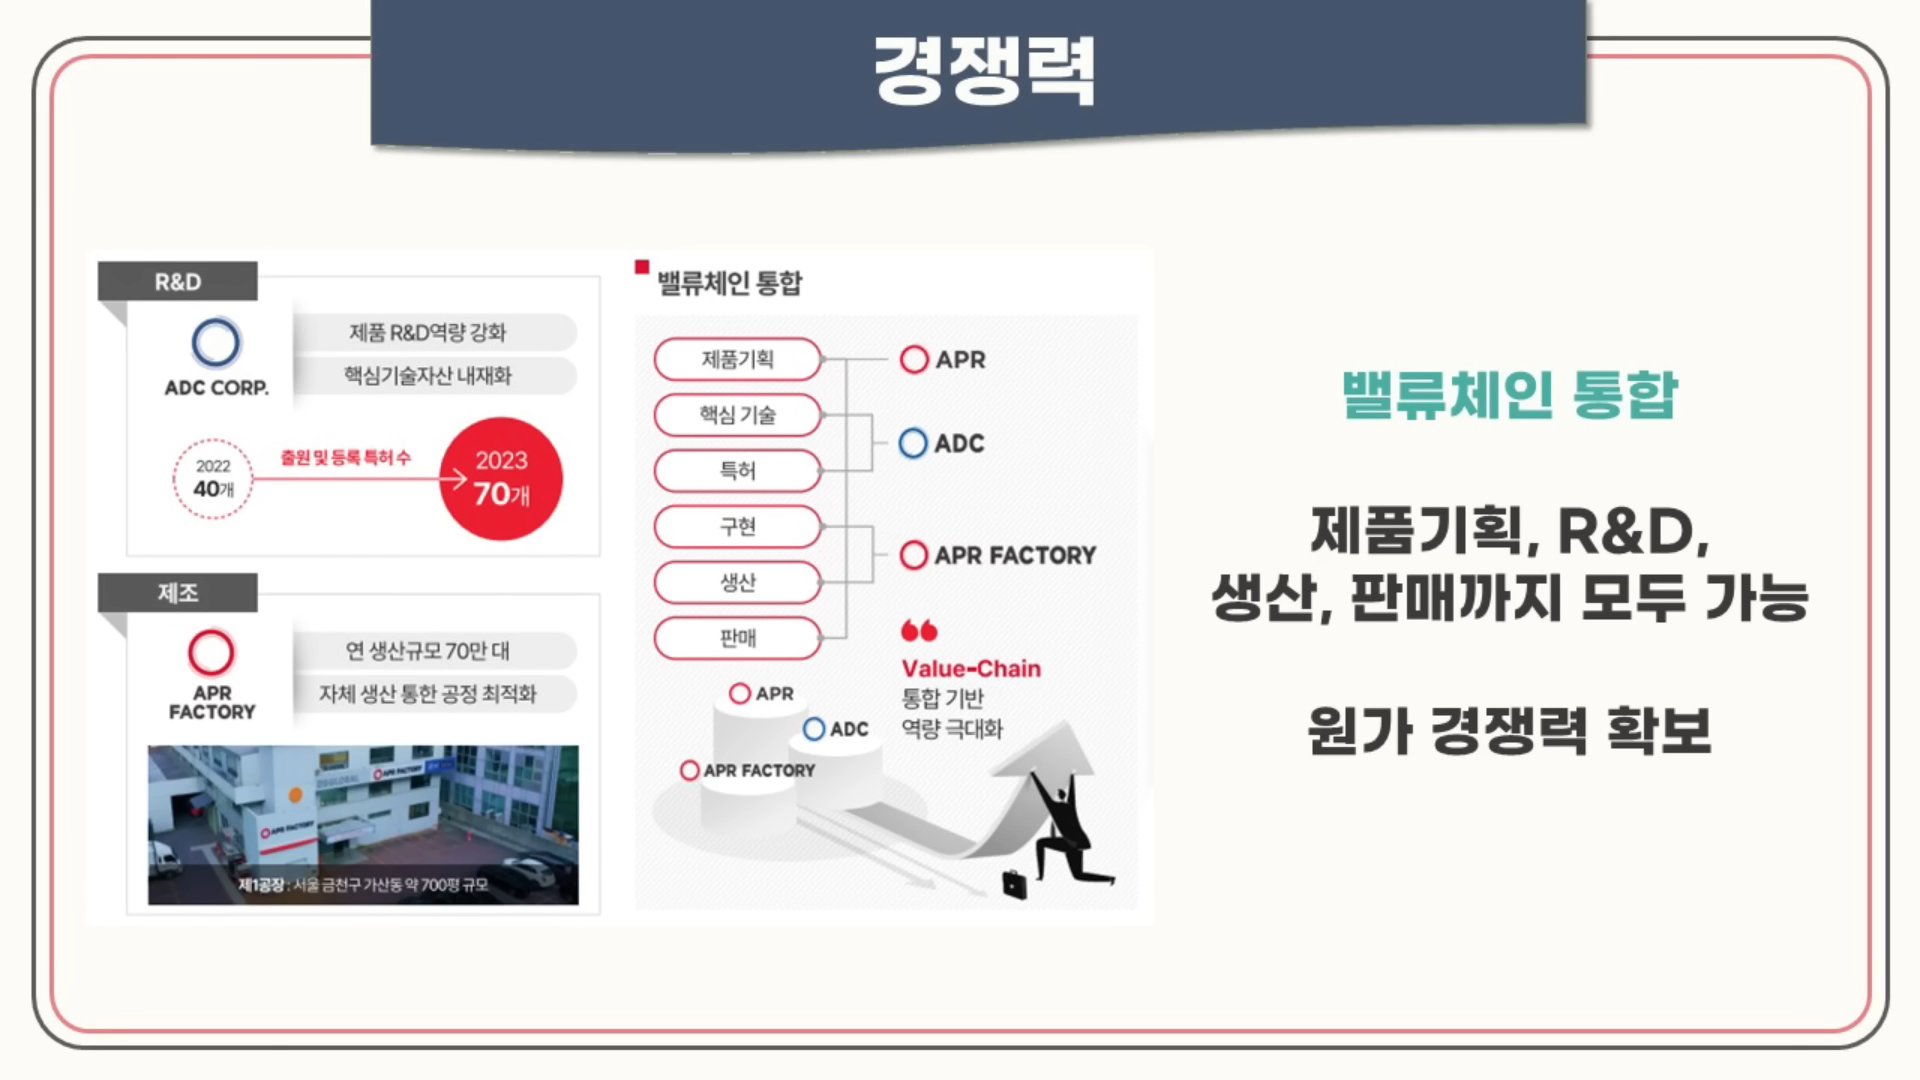 경쟁력
R&D
ADC CORP.
제품 R&D역량 강화
핵심기술자산 내재화
2022
40개
출원 및 등록 특허 수
2023
70개
제조
APR
FACTORY
연 생산규모 70만 대
자체 생산 통한 공정 최적화
APR FACTORY
APR FACTORY
제1공장 : 서울 금천구 가산동 약 700평 규모
밸류체인 통합
제품기획
핵심 기술
특허
구현
생산
판매
APR
ADC
APR FACTORY
Value-Chain
통합 기반
역량 극대화
APR
ADC
APR FACTORY
밸류체인 통합
제품기획, R&D,
생산, 판매까지 모두 가능
원가 경쟁력 확보